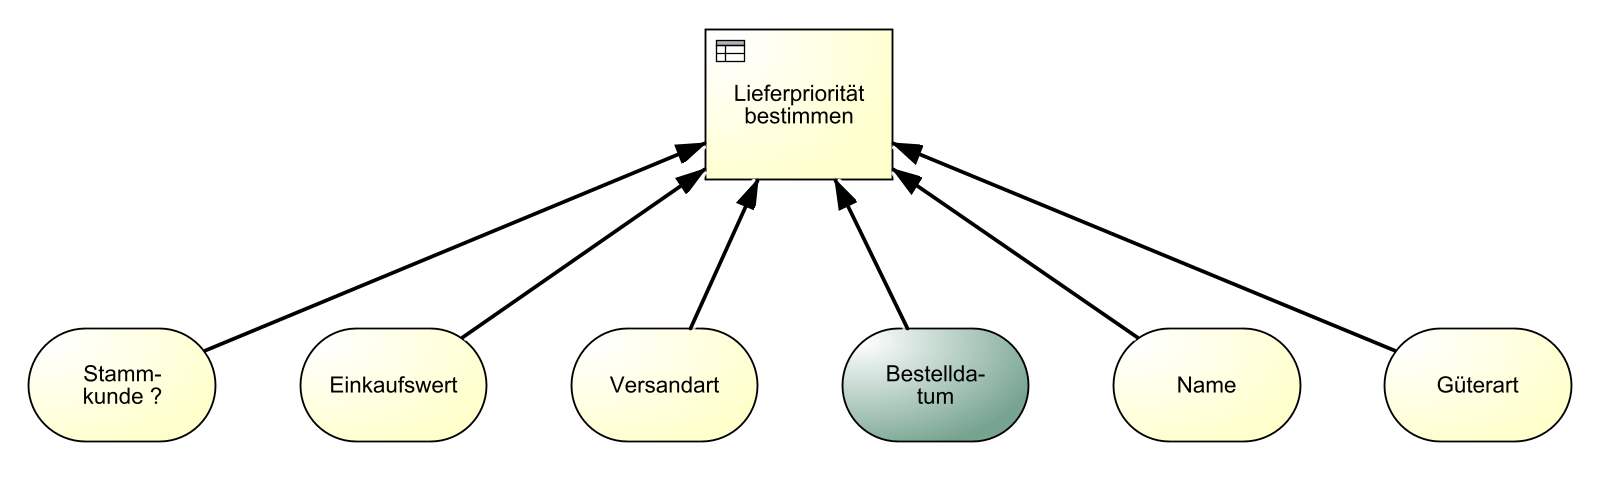 Lieferpriorität
bestimmen
Stamm-
kunde ?
Einkaufswert
Versandart
Bestellda-
tum
Name
Güterart